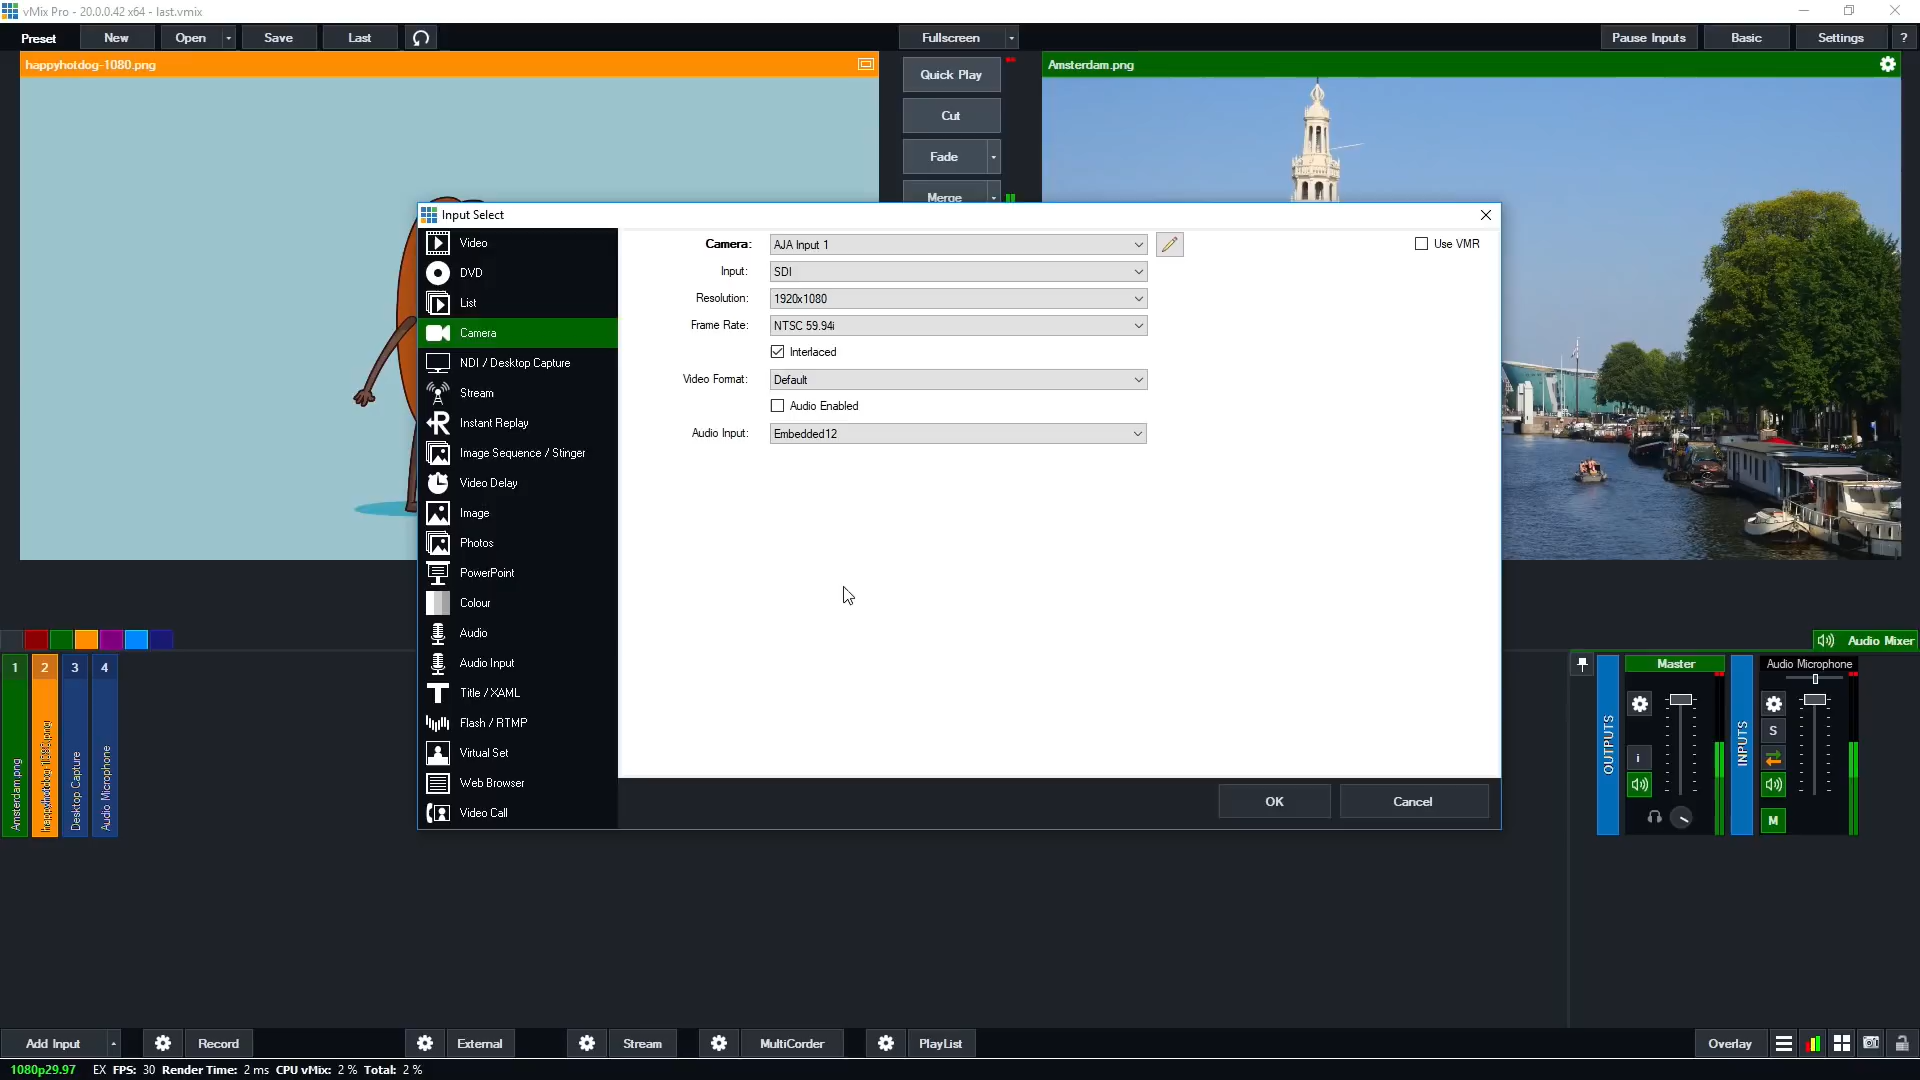 vMix Pro - 20.0.0.42 x64 - last.vmix
Preset
New
Open
Save
Last
Fullscreen
Pause Inputs
Basic
Settings
?
happyhotdog-1080.png
Quick Play
Cut
Fade
Merge
Amsterdam.png
Input Select
Video
DVD
List
Camera
NDI / Desktop Capture
Stream
Instant Replay
Image Sequence / Stinger
Video Delay
Image
Photos
PowerPoint
Colour
Audio
Audio Input
Title / XAML
Flash / RTMP
Virtual Set
Web Browser
Video Call
Camera: AJA Input 1
Use VMR
Input: SDI
Resolution: 1920x1080
Frame Rate: NTSC 59.94i
Interlaced
Video Format: Default
Audio Enabled
Audio Input: Embedded12
OK
Cancel
1 2 3 4
Amsterdam.png
happyhotdog-1080.png
Desktop Capture
Audio Microphone
Audio Mixer
OUTPUTS
Master
i
INPUTS
Audio Microphone
S
M
Add Input
Record
External
Stream
MultiCorder
PlayList
Overlay
1080p29.97 EX FPS: 30 Render Time: 2 ms CPU vMix: 2 % Total: 2 %